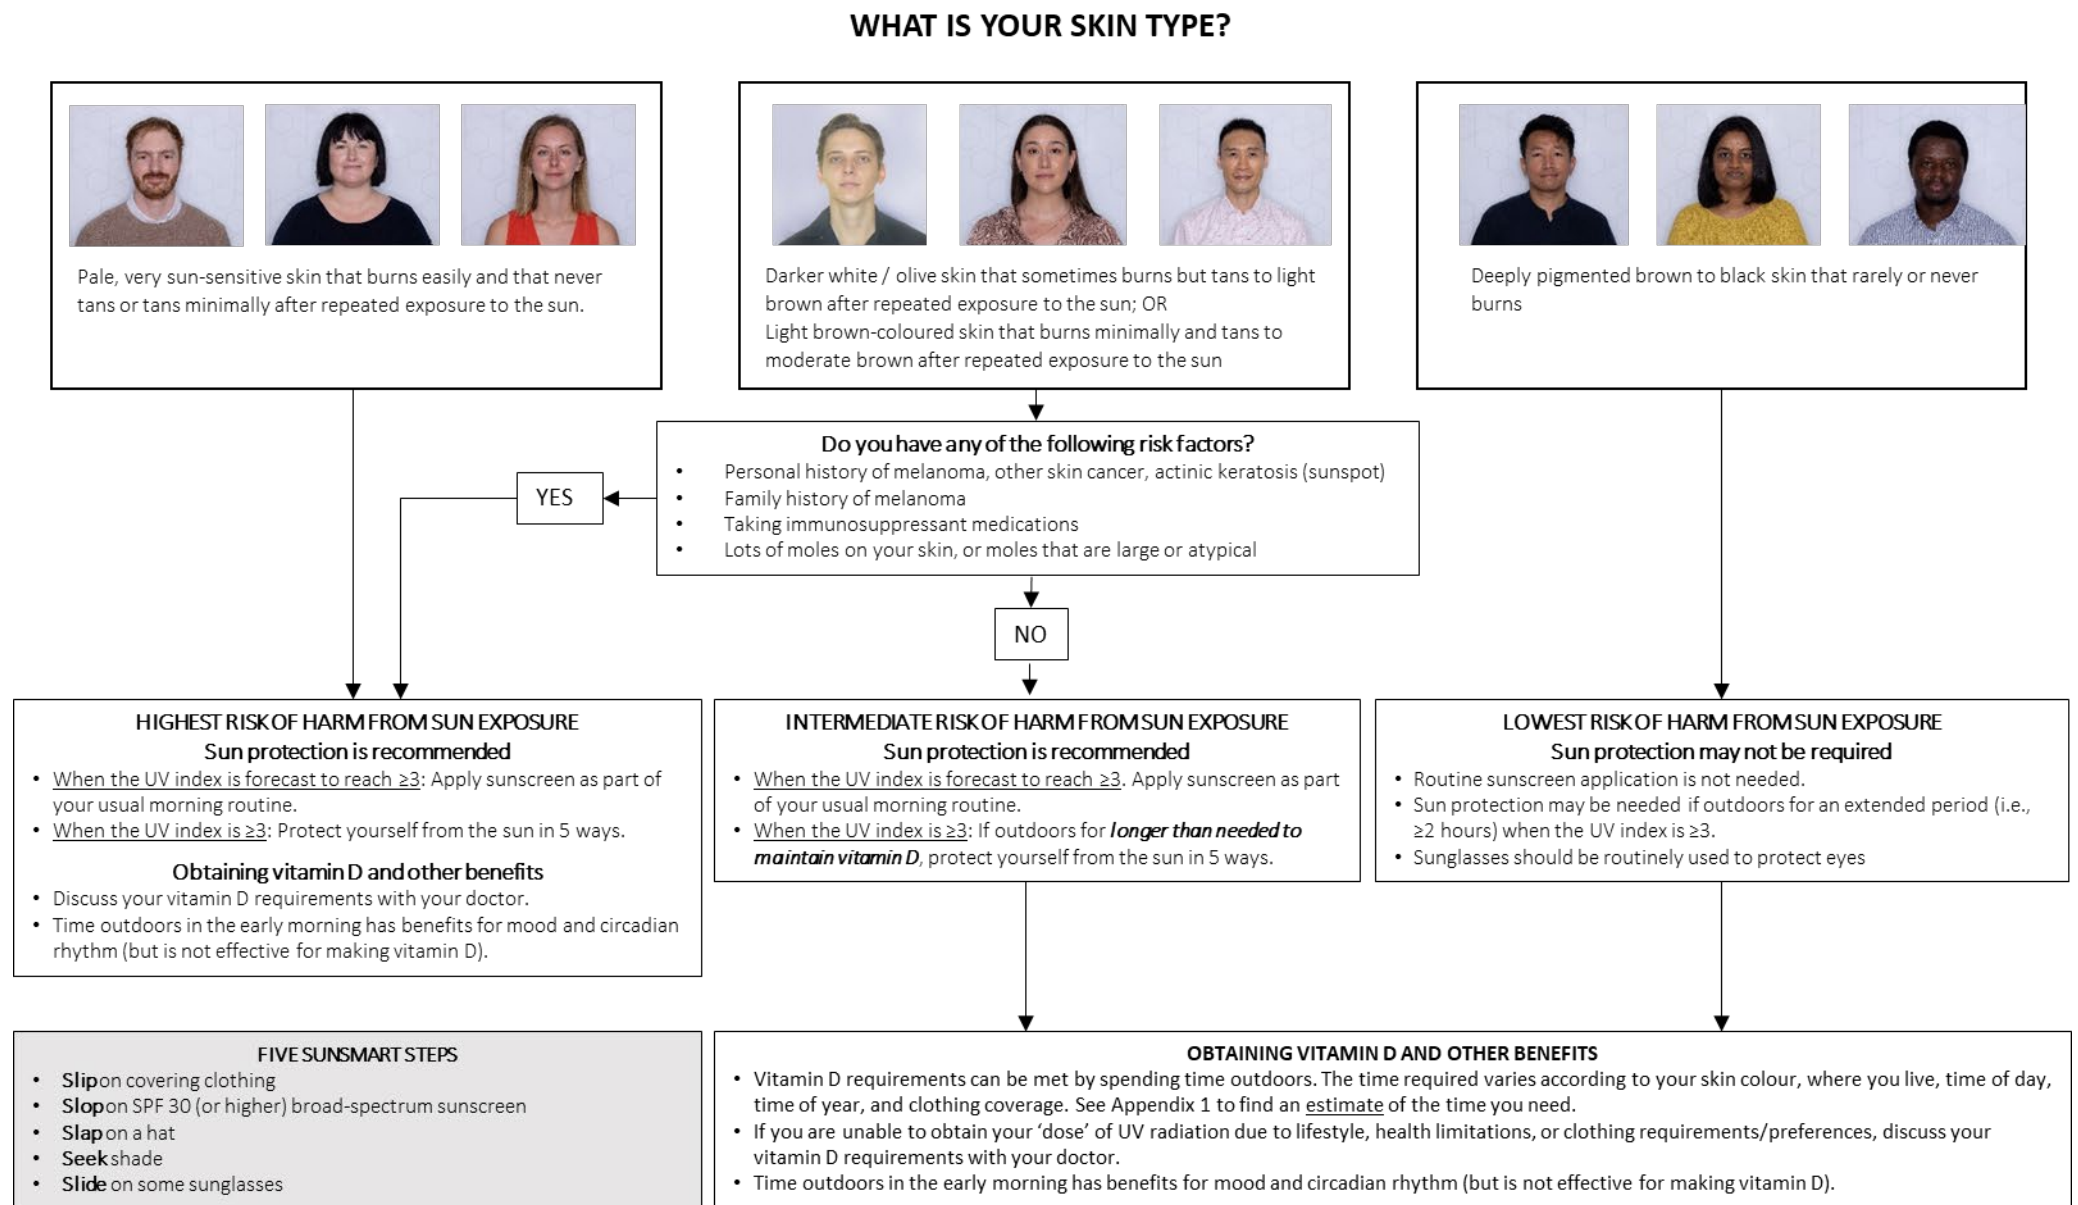 WHAT IS YOUR SKIN TYPE?
Pale, very sun-sensitive skin that burns easily and that never
tans or tans minimally after repeated exposure to the sun.
Darker white / olive skin that sometimes burns but tans to light
brown after repeated exposure to the sun; OR
Light brown-coloured skin that burns minimally and tans to
moderate brown after repeated exposure to the sun
Deeply pigmented brown to black skin that rarely or never
burns
Do you have any of the following risk factors?
• Personal history of melanoma, other skin cancer, actinic keratosis (sunspot)
• Family history of melanoma
• Taking immunosuppressant medications
• Lots of moles on your skin, or moles that are large or atypical
YES
NO
HIGHEST RISK OF HARM FROM SUN EXPOSURE
Sun protection is recommended
• When the UV index is forecast to reach ≥3: Apply sunscreen as part of
your usual morning routine.
• When the UV index is ≥3: Protect yourself from the sun in 5 ways.
Obtaining vitamin D and other benefits
• Discuss your vitamin D requirements with your doctor.
• Time outdoors in the early morning has benefits for mood and circadian
rhythm (but is not effective for making vitamin D).
INTERMEDIATE RISK OF HARM FROM SUN EXPOSURE
Sun protection is recommended
• When the UV index is forecast to reach ≥3. Apply sunscreen as part
of your usual morning routine.
• When the UV index is ≥3: If outdoors for longer than needed to
maintain vitamin D, protect yourself from the sun in 5 ways.
LOWEST RISK OF HARM FROM SUN EXPOSURE
Sun protection may not be required
• Routine sunscreen application is not needed.
• Sun protection may be needed if outdoors for an extended period (i.e.,
≥2 hours) when the UV index is ≥3.
• Sunglasses should be routinely used to protect eyes
FIVE SUNSMART STEPS
• Slip on covering clothing
• Slop on SPF 30 (or higher) broad-spectrum sunscreen
• Slap on a hat
• Seek shade
• Slide on some sunglasses
OBTAINING VITAMIN D AND OTHER BENEFITS
• Vitamin D requirements can be met by spending time outdoors. The time required varies according to your skin colour, where you live, time of day,
time of year, and clothing coverage. See Appendix 1 to find an estimate of the time you need.
• If you are unable to obtain your ‘dose’ of UV radiation due to lifestyle, health limitations, or clothing requirements/preferences, discuss your
vitamin D requirements with your doctor.
• Time outdoors in the early morning has benefits for mood and circadian rhythm (but is not effective for making vitamin D).